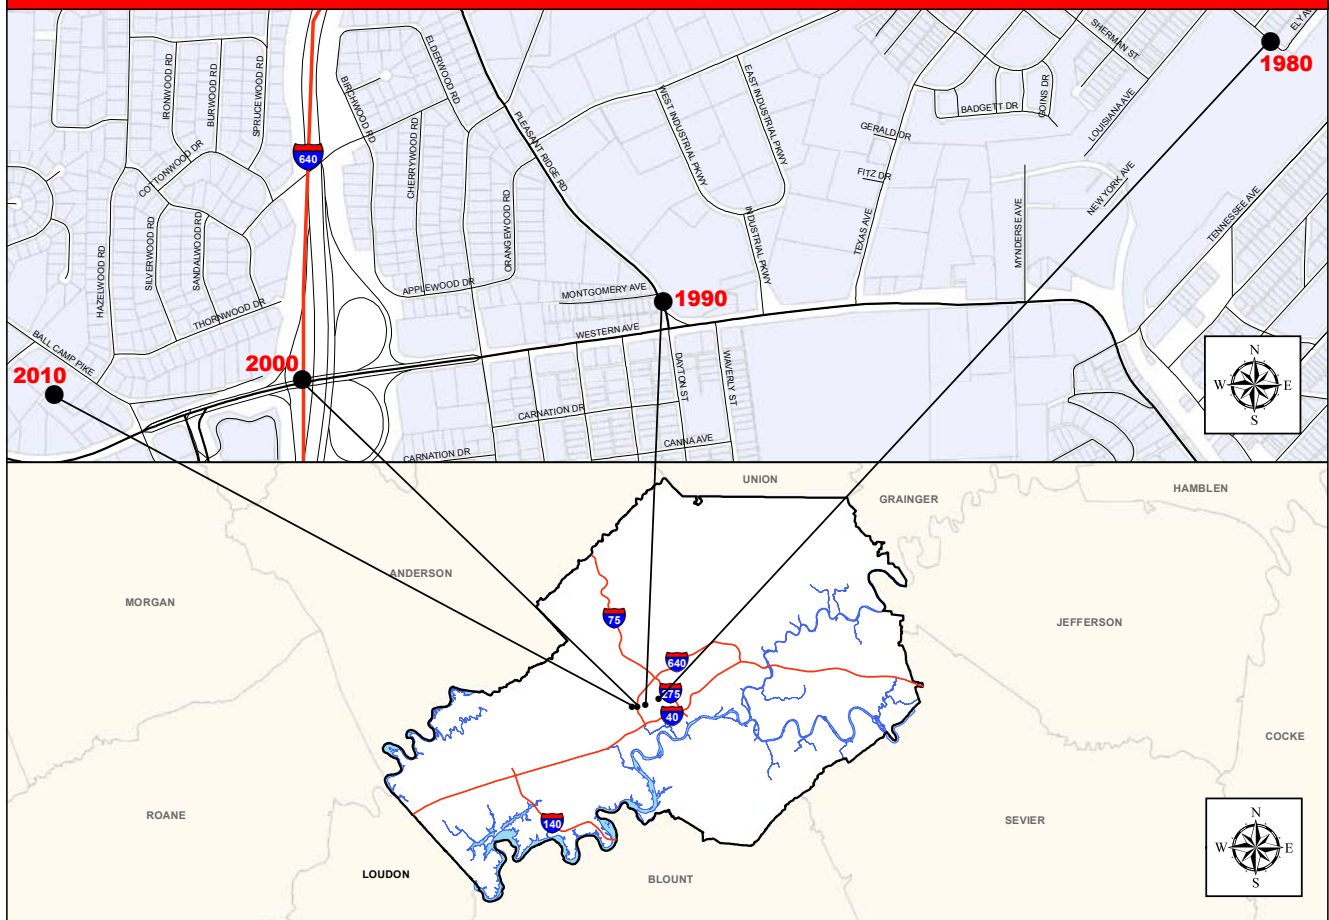 SHERMAN ST
ELY AV
1980
ELDERWOOD RD
IRONWOOD RD
BURWOOD RD
SPRUCEWOOD RD
BIRCHWOOD RD
PLEASANT RIDGE RD
WEST INDUSTRIAL PKWY
EAST INDUSTRIAL PKWY
BADGETT DR
GOINS DR
LOUISIANA AVE
GERALD DR
COTTONWOOD DR
640
CHERRYWOOD RD
FITZ DR
NEW YORK AVE
TENNESSEE AVE
HAZELWOOD RD
SILVERWOOD RD
SANDALWOOD RD
ORANGEWOOD RD
INDUSTRIAL PKWY
TEXAS AVE
MYNDERSE AVE
APPLEWOOD DR
MONTGOMERY AVE
1990
THORNWOOD DR
WESTERN AVE
BALL CAMP PIKE
2000
2010
DAYTON ST
WAVERLY ST
N
W
E
S
CARNATION DR
CANNA AVE
CARNATION DR
UNION
HAMBLEN
GRAINGER
ANDERSON
MORGAN
75
JEFFERSON
640
275
40
COCKE
ROANE
140
SEVIER
N
W
E
S
LOUDON
BLOUNT